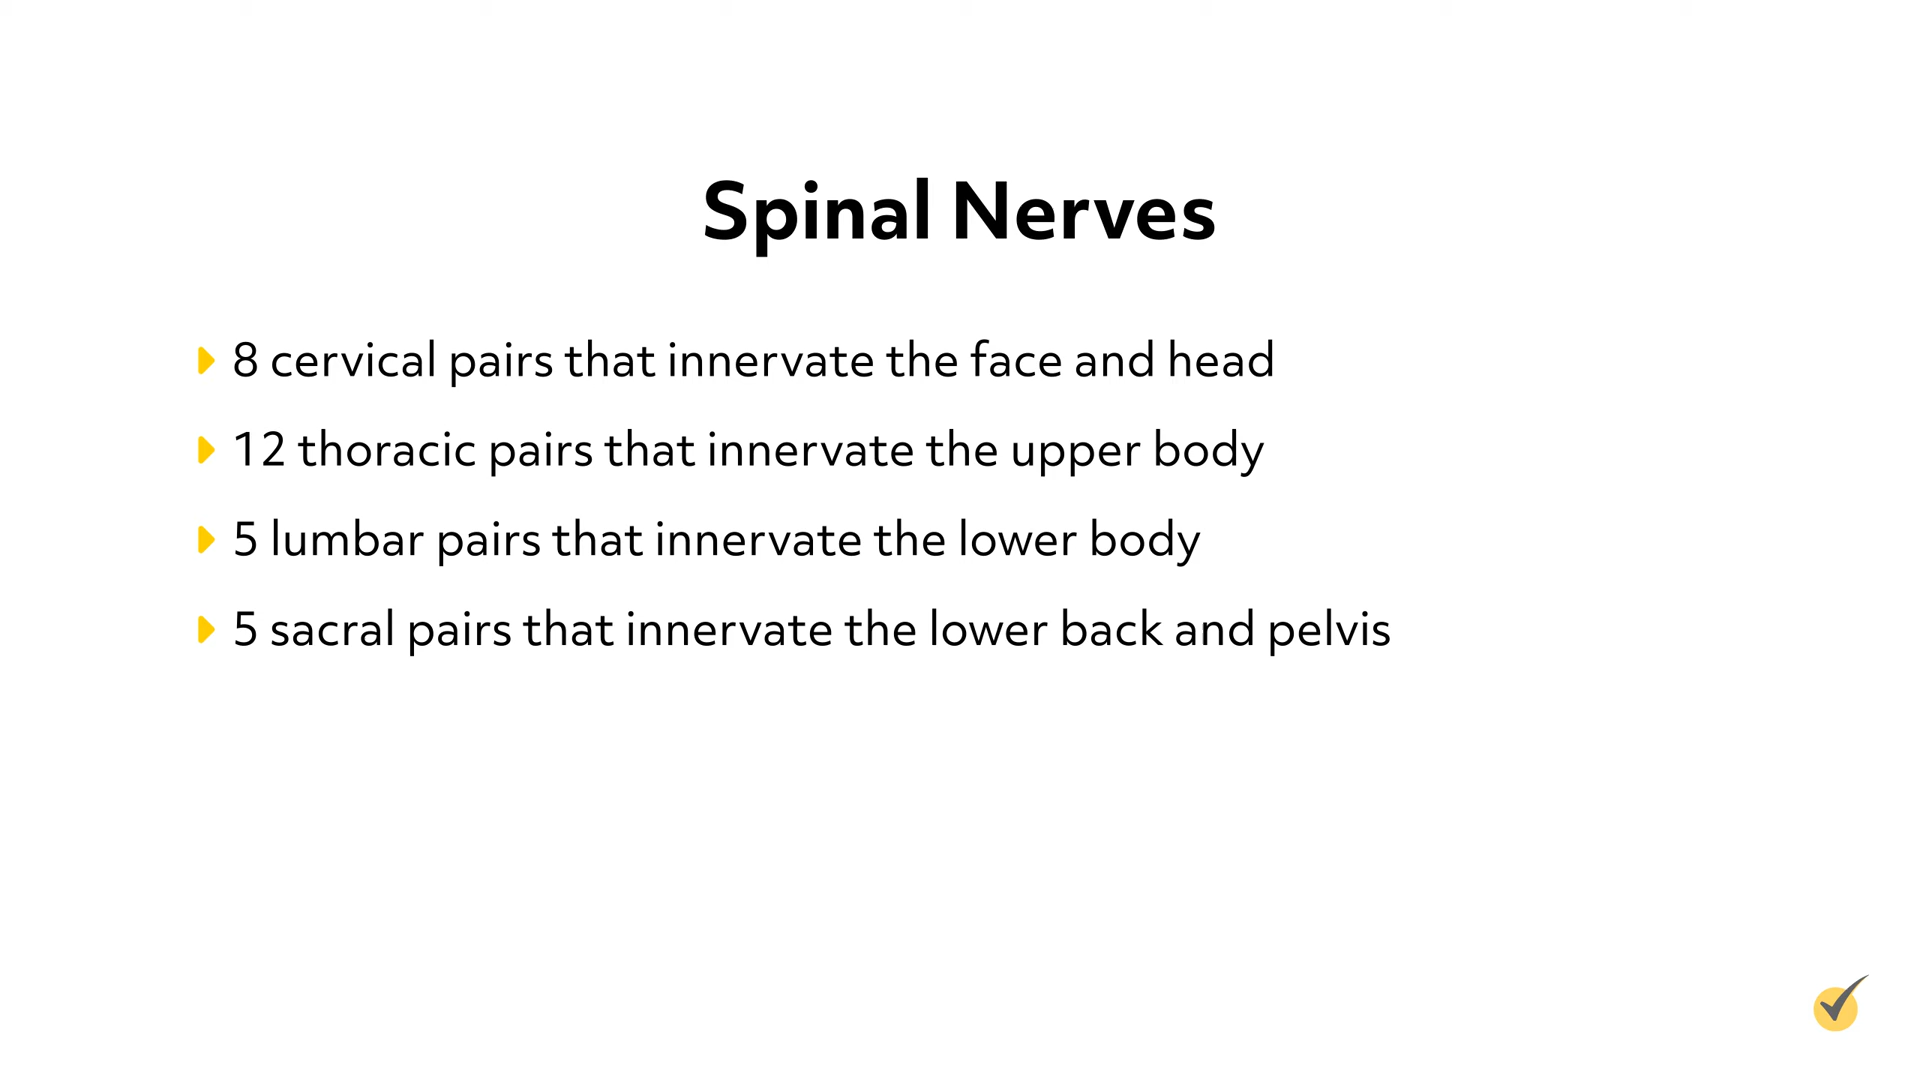 Spinal Nerves
8 cervical pairs that innervate the face and head
12 thoracic pairs that innervate the upper body
5 lumbar pairs that innervate the lower body
5 sacral pairs that innervate the lower back and pelvis